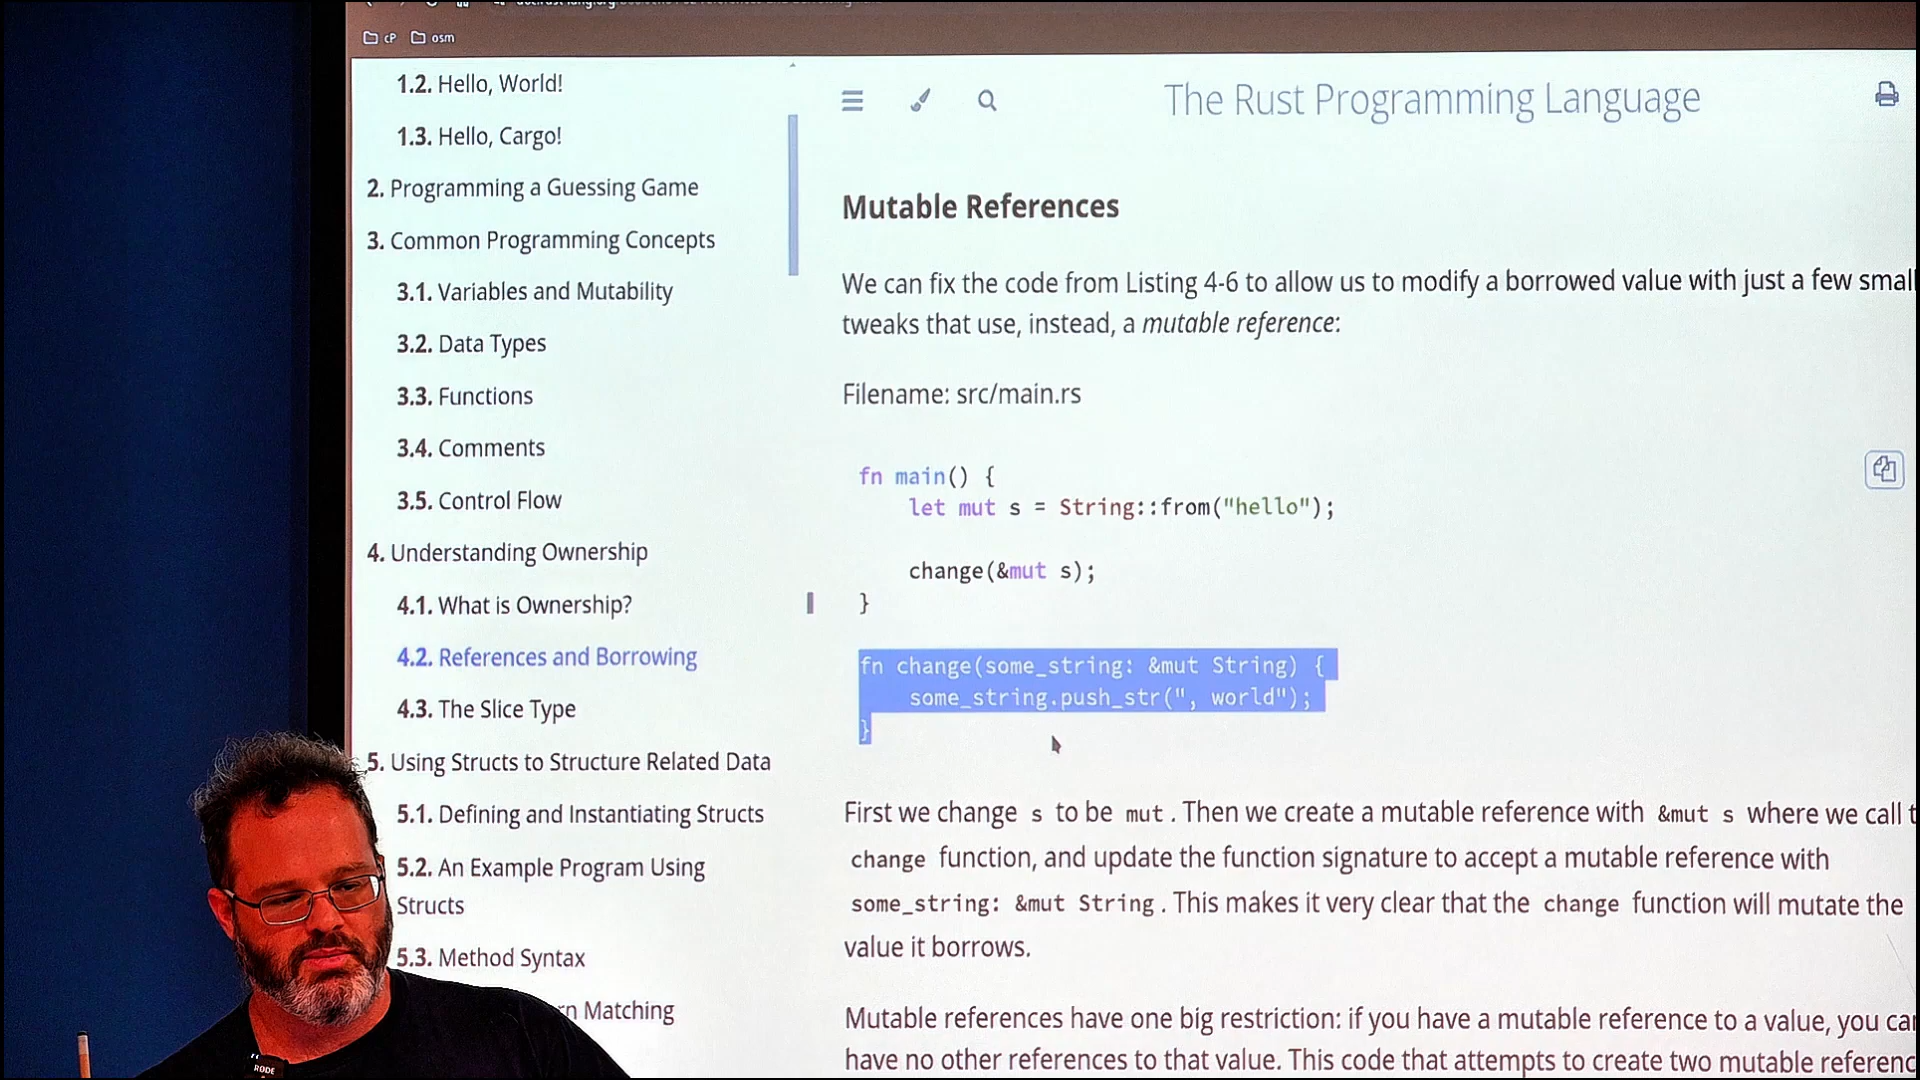 cP
osm
1.2. Hello, World!
1.3. Hello, Cargo!
2. Programming a Guessing Game
3. Common Programming Concepts
3.1. Variables and Mutability
3.2. Data Types
3.3. Functions
3.4. Comments
3.5. Control Flow
4. Understanding Ownership
4.1. What is Ownership?
4.2. References and Borrowing
4.3. The Slice Type
5. Using Structs to Structure Related Data
5.1. Defining and Instantiating Structs
5.2. An Example Program Using
Structs
5.3. Method Syntax
rn Matching
The Rust Programming Language
Mutable References
We can fix the code from Listing 4-6 to allow us to modify a borrowed value with just a few small
tweaks that use, instead, a mutable reference:
Filename: src/main.rs
fn main() {
    let mut s = String::from("hello");
    change(&mut s);
}
fn change(some_string: &mut String) {
    some_string.push_str(", world");
}
First we change s to be mut. Then we create a mutable reference with &mut s where we call t
change function, and update the function signature to accept a mutable reference with
some_string: &mut String. This makes it very clear that the change function will mutate the
value it borrows.
Mutable references have one big restriction: if you have a mutable reference to a value, you ca
have no other references to that value. This code that attempts to create two mutable referenc
RODE